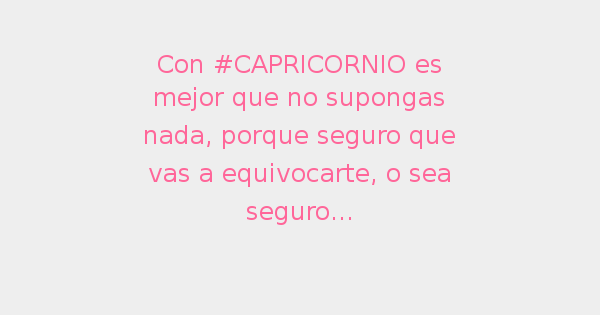 Con #CAPRICORNIO es
mejor que no supongas
nada, porque seguro que
vas a equivocarte, o sea
seguro...